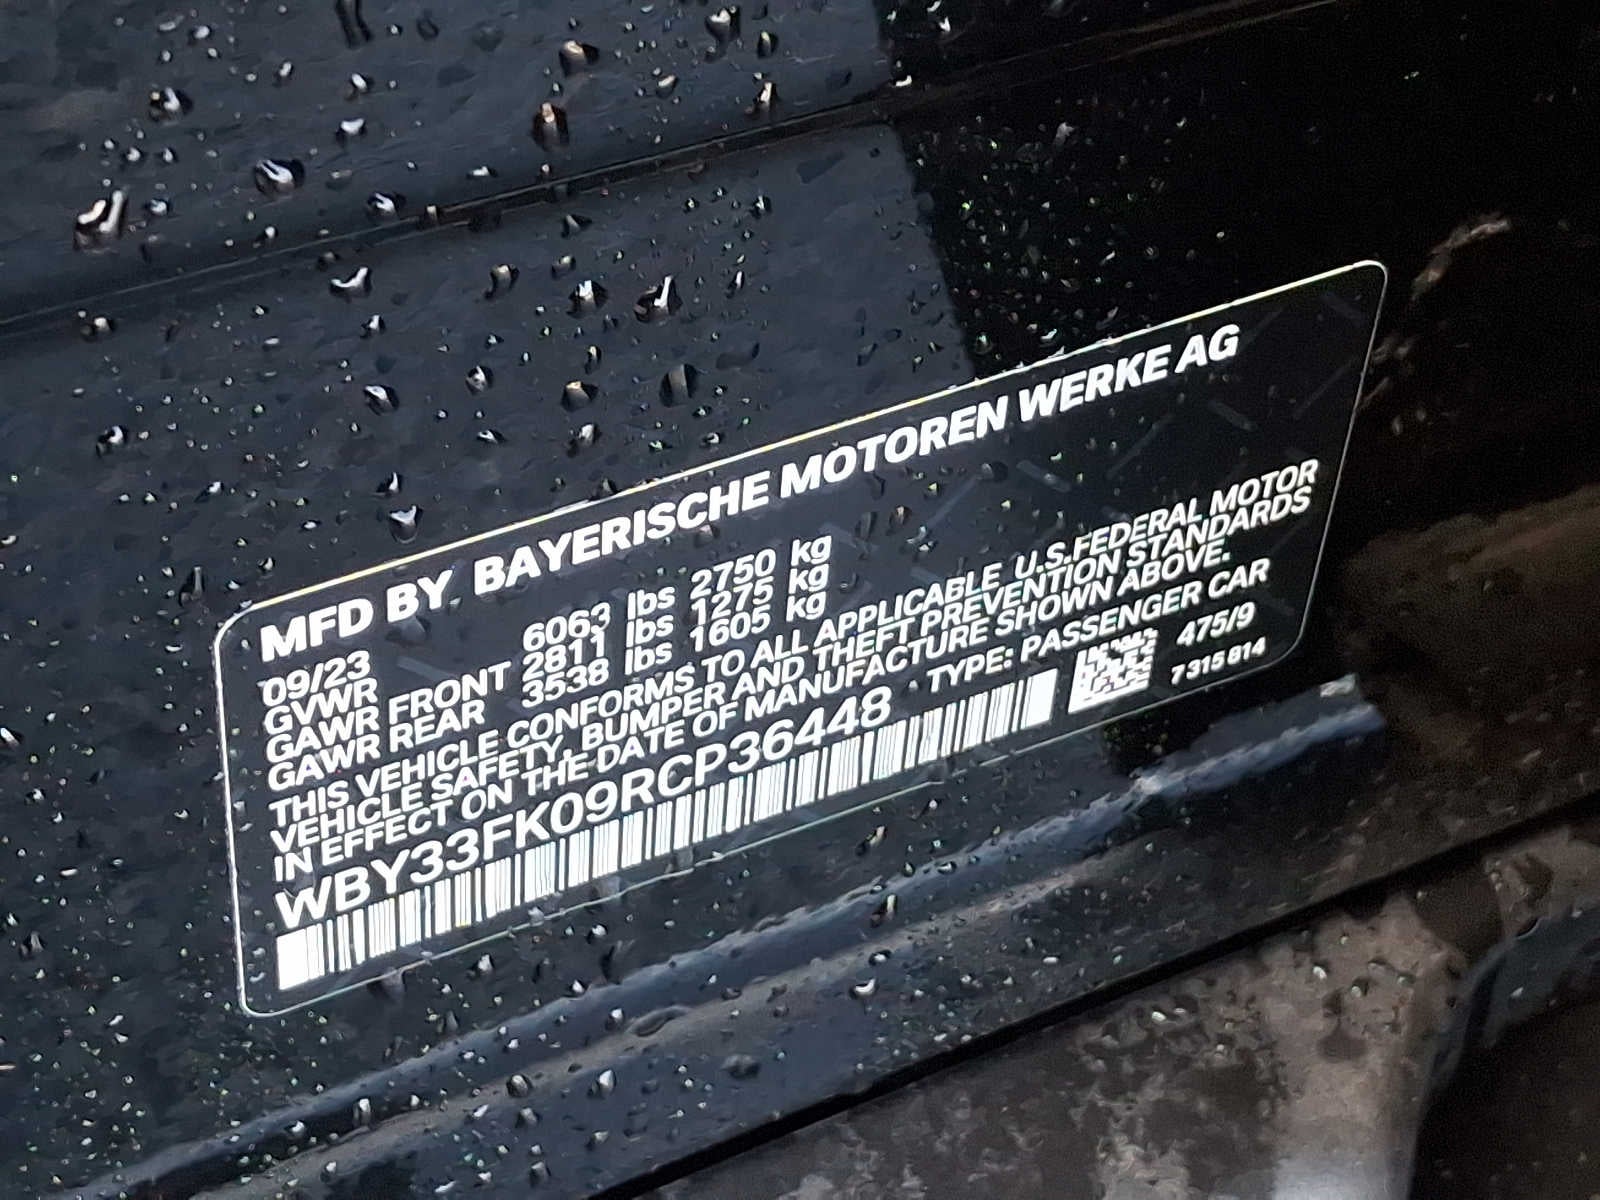 MFD BY BAYERISCHE MOTOREN WERKE AG
09/23
GVWR 6063 lbs 2750 kg
GAWR FRONT 2811 lbs 1275 kg
GAWR REAR 3538 lbs 1605 kg
THIS VEHICLE CONFORMS TO ALL APPLICABLE U.S.FEDERAL MOTOR
VEHICLE SAFETY, BUMPER AND THEFT PREVENTION STANDARDS
IN EFFECT ON THE DATE OF MANUFACTURE SHOWN ABOVE.
WBY33FK09RCP36448 TYPE: PASSENGER CAR
475/9
7 315 814